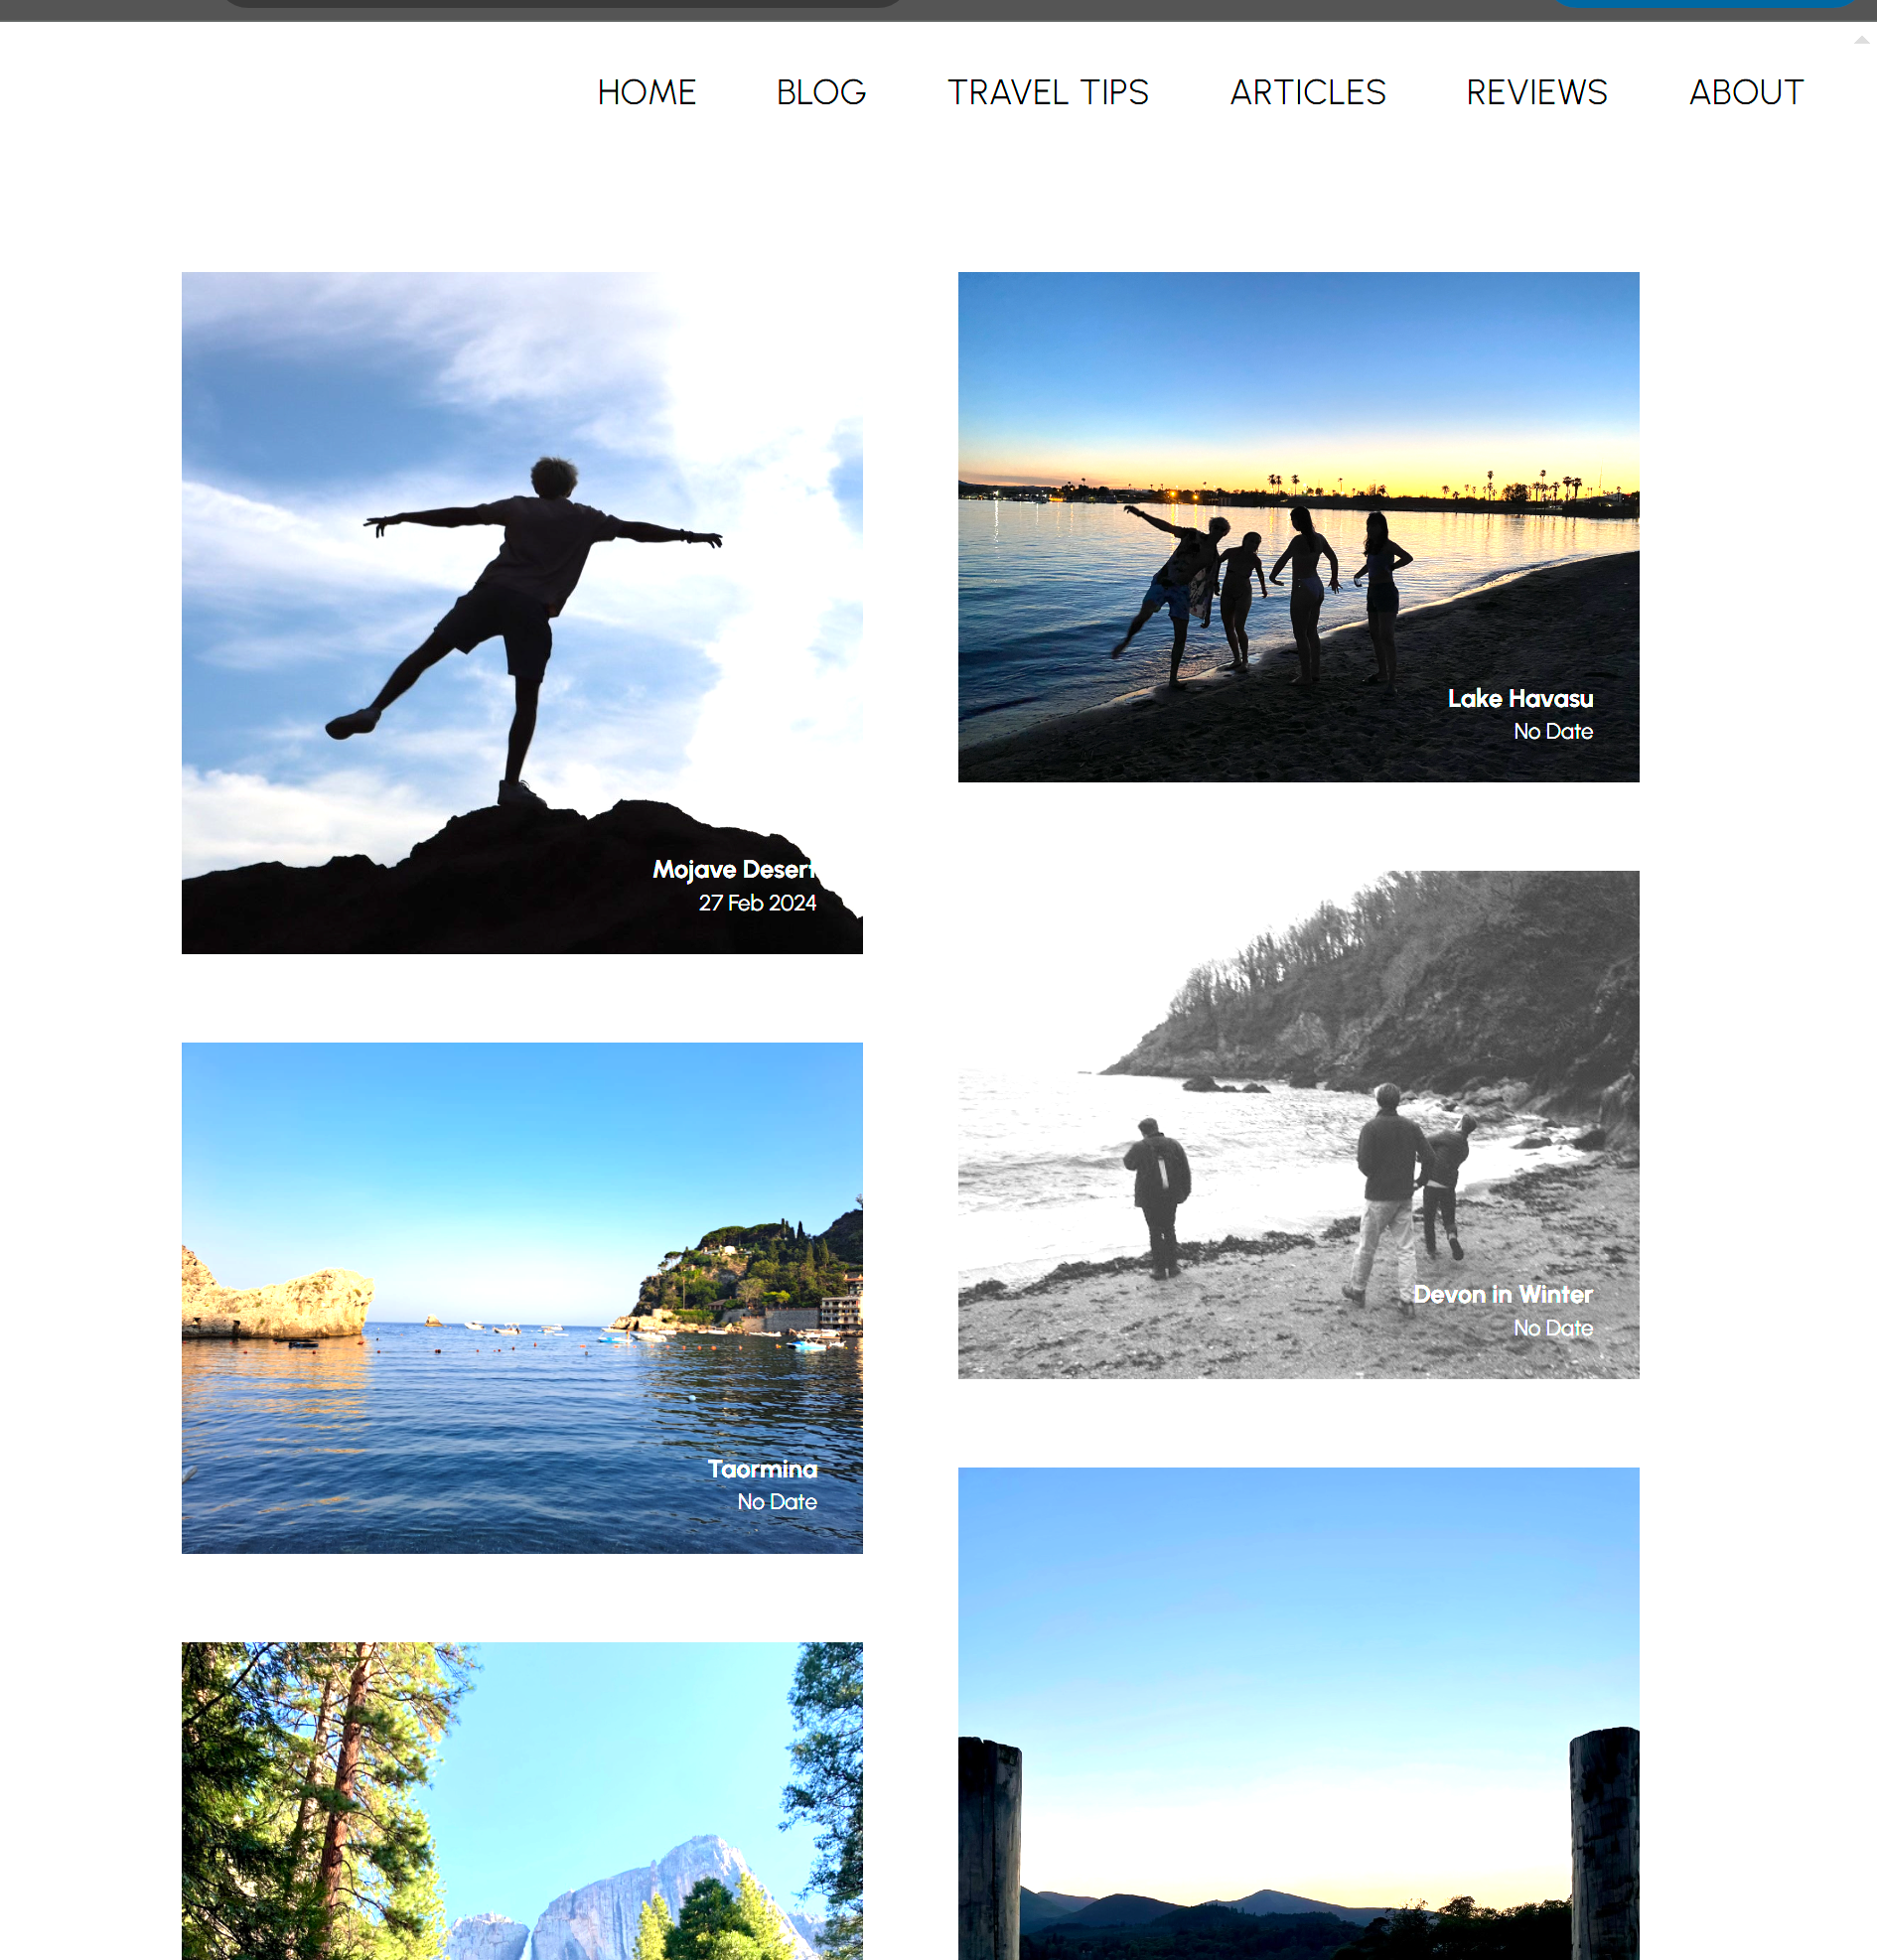 HOME BLOG TRAVEL TIPS ARTICLES REVIEWS ABOUT
Mojave Desert
27 Feb 2024
Lake Havasu
No Date
Taormina
No Date
Devon in Winter
No Date